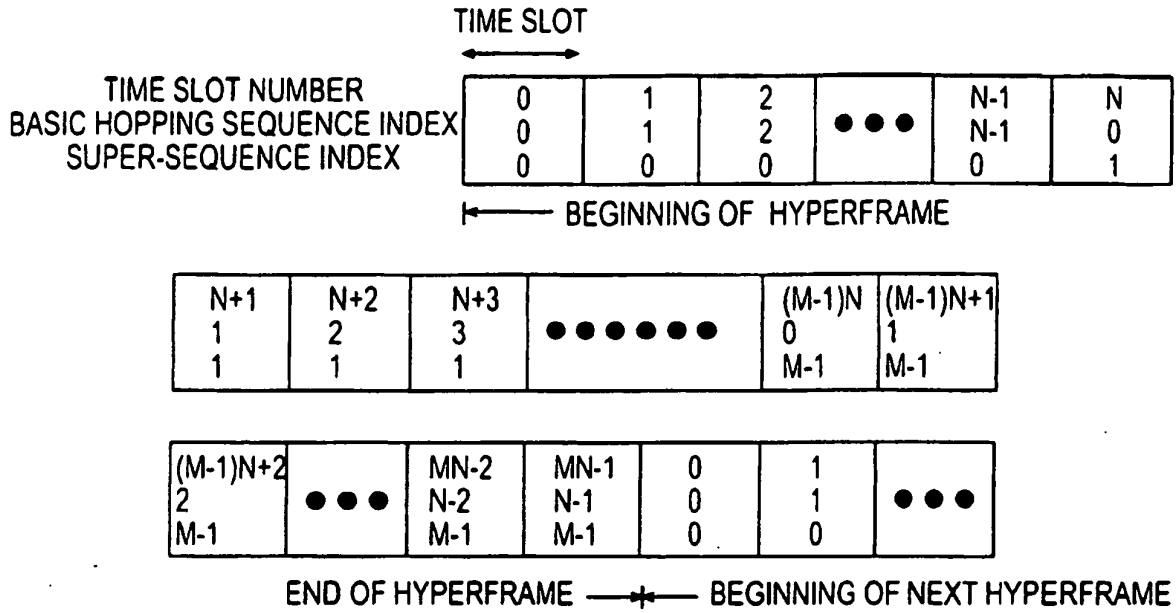 TIME SLOT
TIME SLOT NUMBER 0 1 2 ●●● N-1 N
BASIC HOPPING SEQUENCE INDEX 0 1 2 N-1 0
SUPER-SEQUENCE INDEX 0 0 0 0 1
BEGINNING OF HYPERFRAME
N+1 N+2 N+3 ●●●●●● (M-1)N (M-1)N+1
1 2 3 0 1
1 1 1 M-1 M-1
(M-1)N+2 ●●● MN-2 MN-1 0 1 ●●●
2 N-2 N-1 0 1
M-1 M-1 M-1 0 0
END OF HYPERFRAME BEGINNING OF NEXT HYPERFRAME